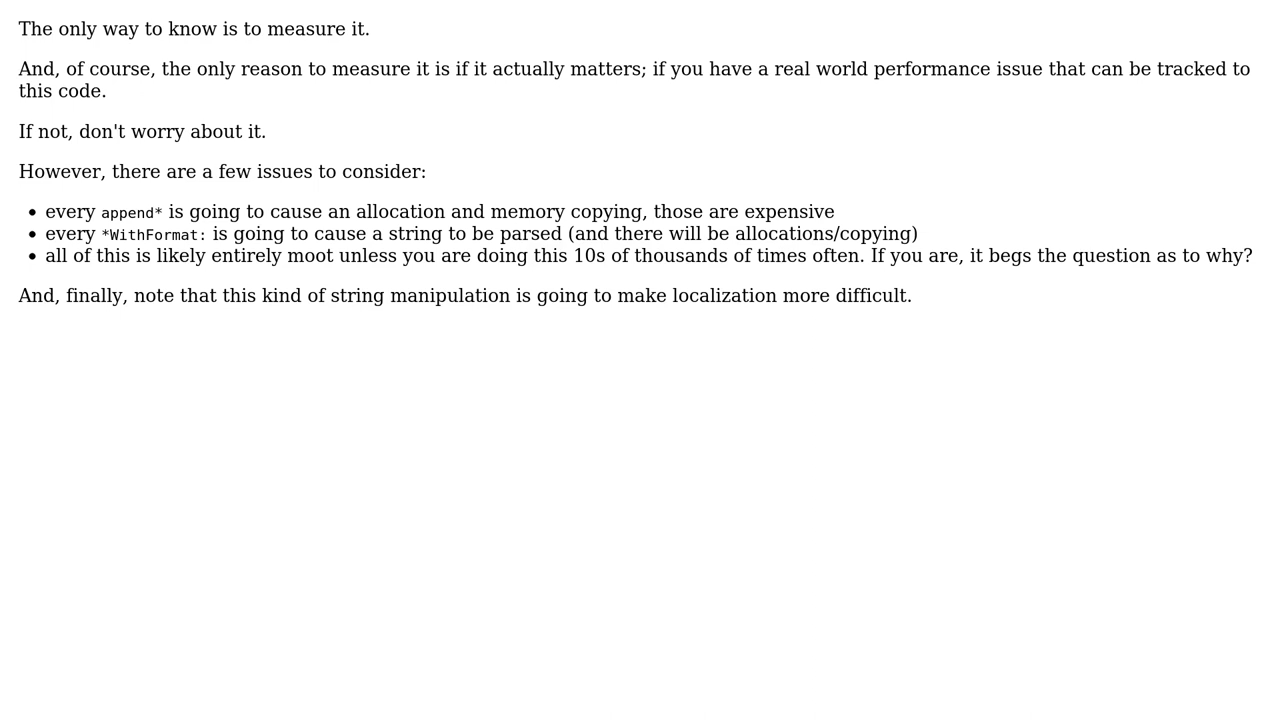 The only way to know is to measure it.
And, of course, the only reason to measure it is if it actually matters; if you have a real world performance issue that can be tracked to
this code.
If not, don't worry about it.
However, there are a few issues to consider:
• every append* is going to cause an allocation and memory copying, those are expensive
• every *WithFormat: is going to cause a string to be parsed (and there will be allocations/copying)
• all of this is likely entirely moot unless you are doing this 10s of thousands of times often. If you are, it begs the question as to why?
And, finally, note that this kind of string manipulation is going to make localization more difficult.